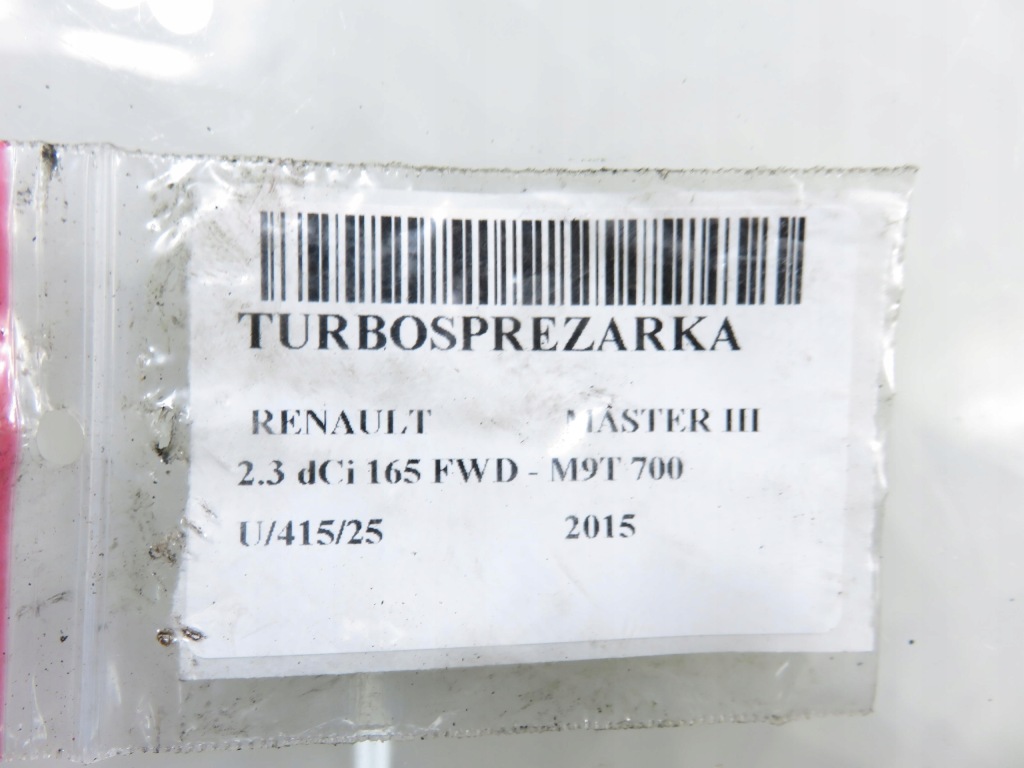 TURBOSPREZARKA
RENAULT MASTER III
2.3 dCi 165 FWD - M9T 700
U/415/25 2015